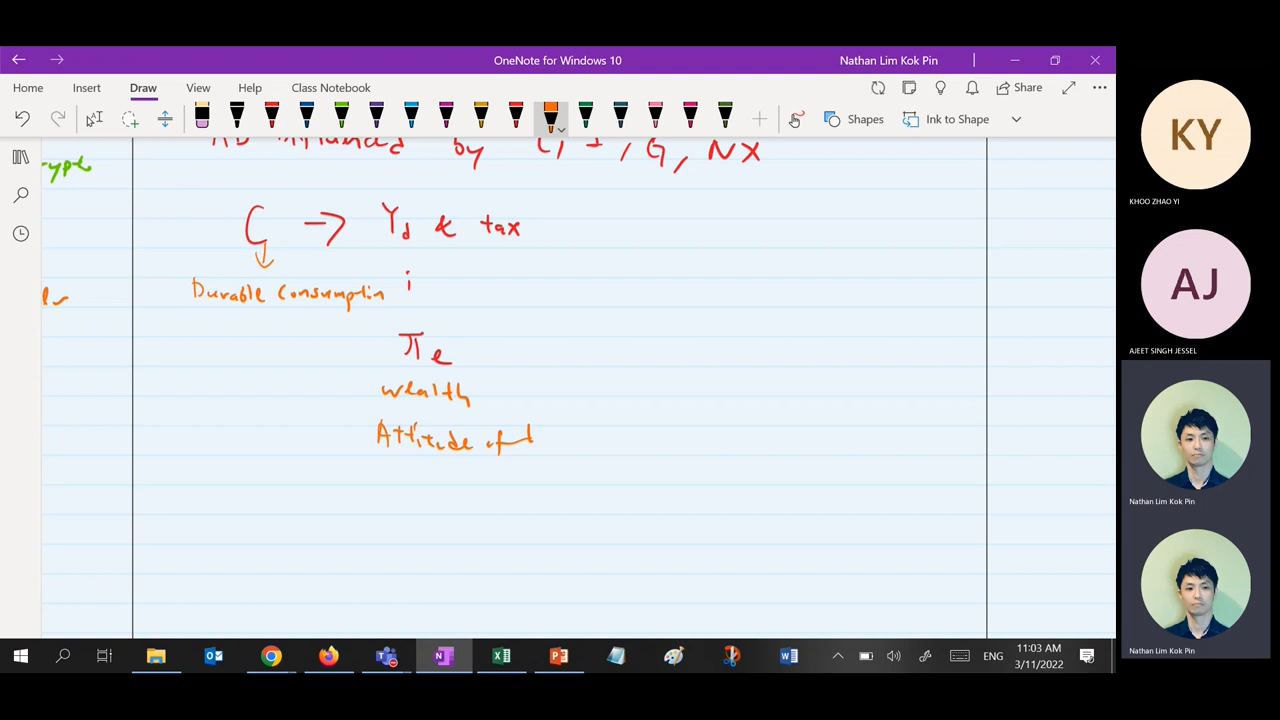 OneNote for Windows 10
Nathan Lim Kok Pin
Home Insert Draw View Help Class Notebook
Share
Shapes
Ink to Shape
by C, I, G, NX
C → Yd & tax
Durable Consumption i
πe
wealth
Attitude of
KY
KHOO ZHAO YI
AJ
AJEET SINGH JESSEL
Nathan Lim Kok Pin
Nathan Lim Kok Pin
ENG
11:03 AM
3/11/2022